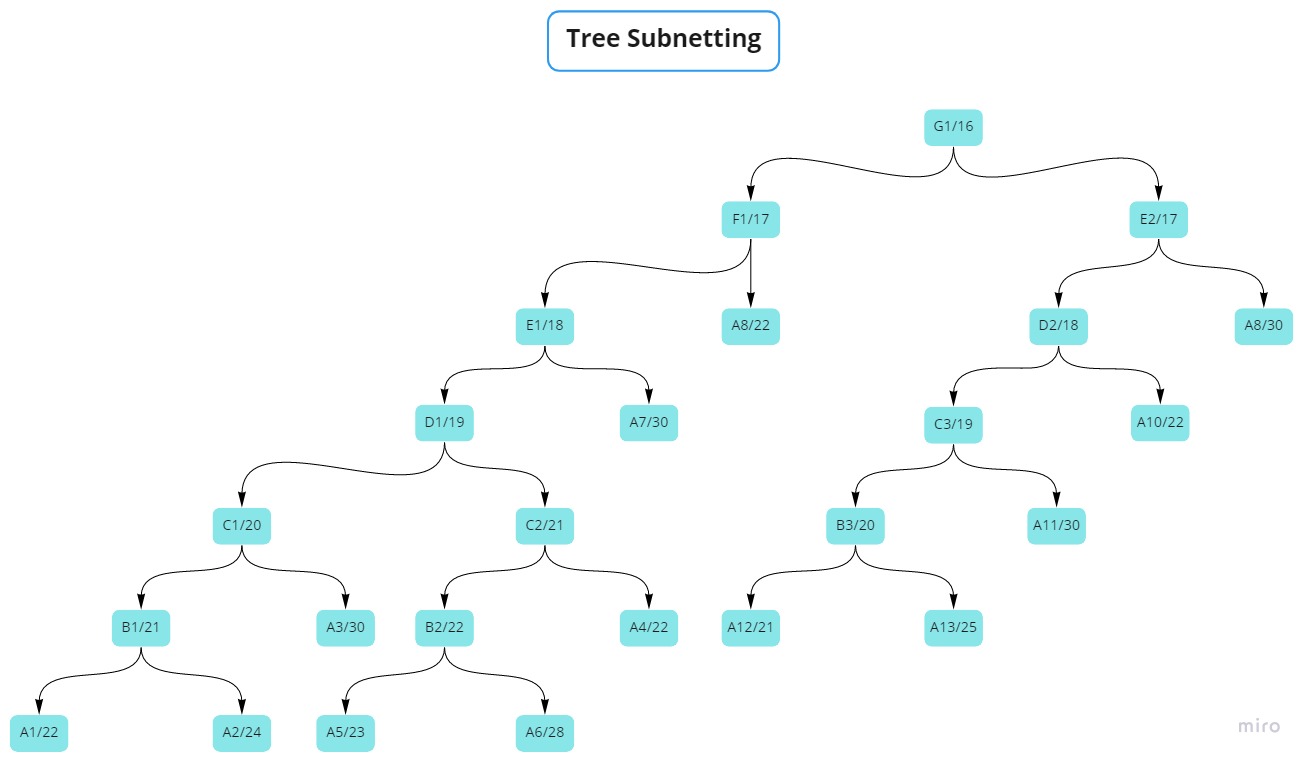 Tree Subnetting
G1/16
F1/17
E2/17
E1/18
A8/22
D2/18
A8/30
D1/19
A7/30
C3/19
A10/22
C1/20
C2/21
B3/20
A11/30
B1/21
A3/30
B2/22
A4/22
A12/21
A13/25
A1/22
A2/24
A5/23
A6/28
miro